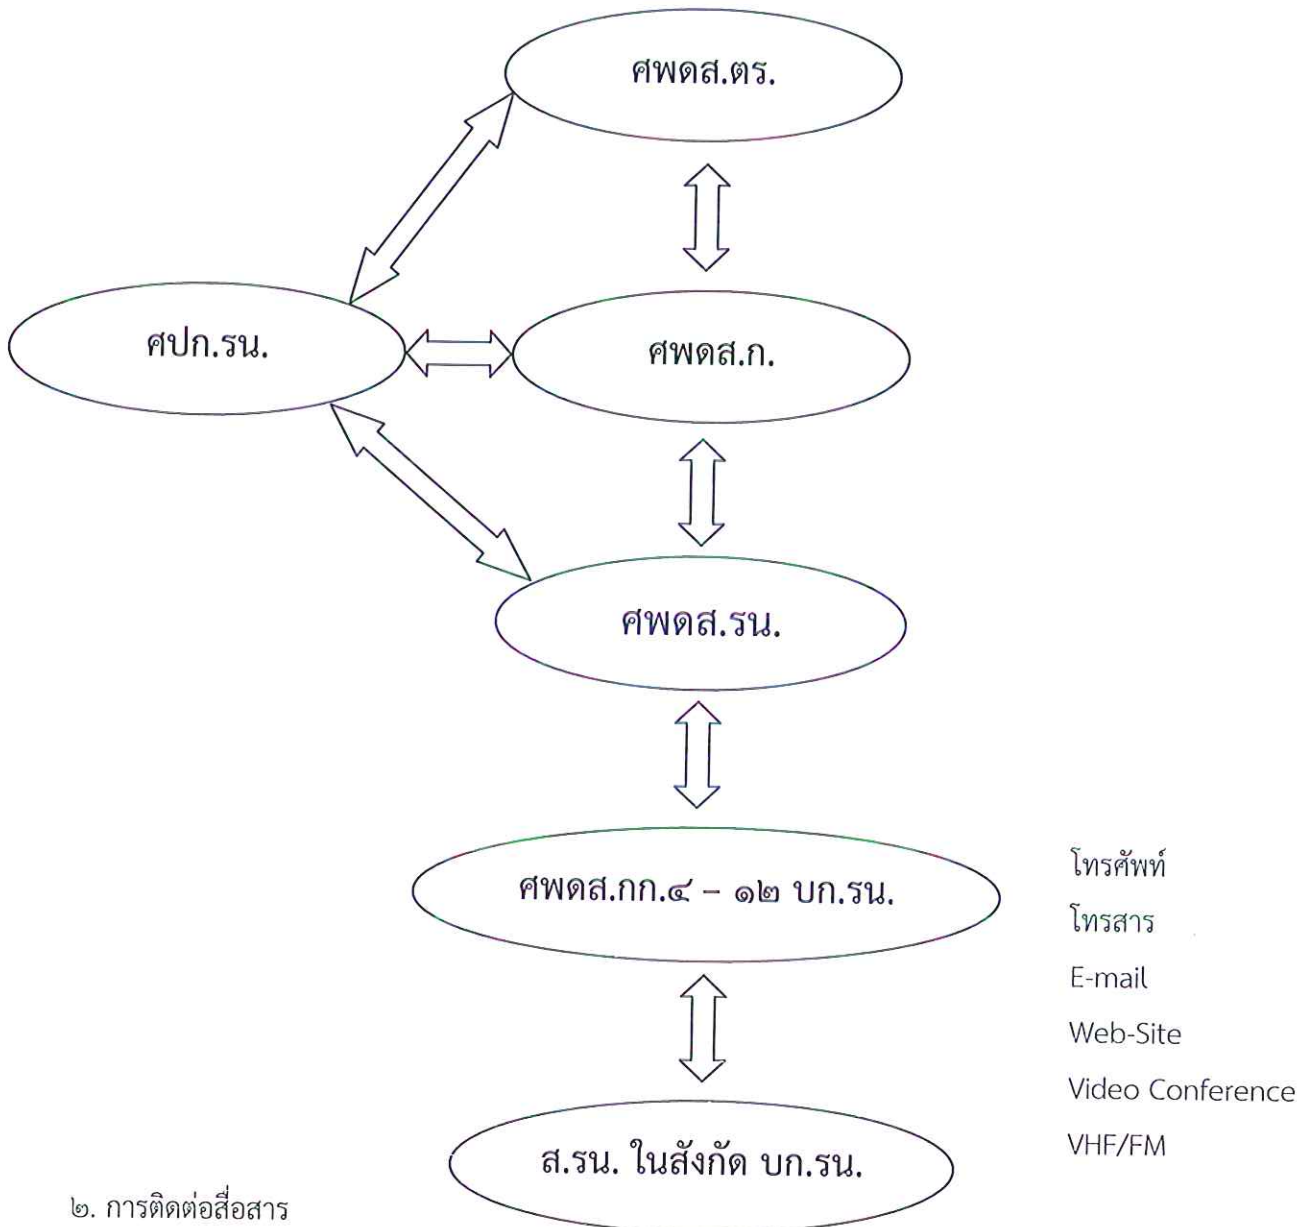 ศพดส.ตร.
ศปก.รน.
ศพดส.ก.
ศพดส.รน.
ศพดส.กก.๔ – ๑๒ บก.รน.
ส.รน. ในสังกัด บก.รน.
โทรศัพท์
โทรสาร
E-mail
Web-Site
Video Conference
VHF/FM
๒. การติดต่อสื่อสาร